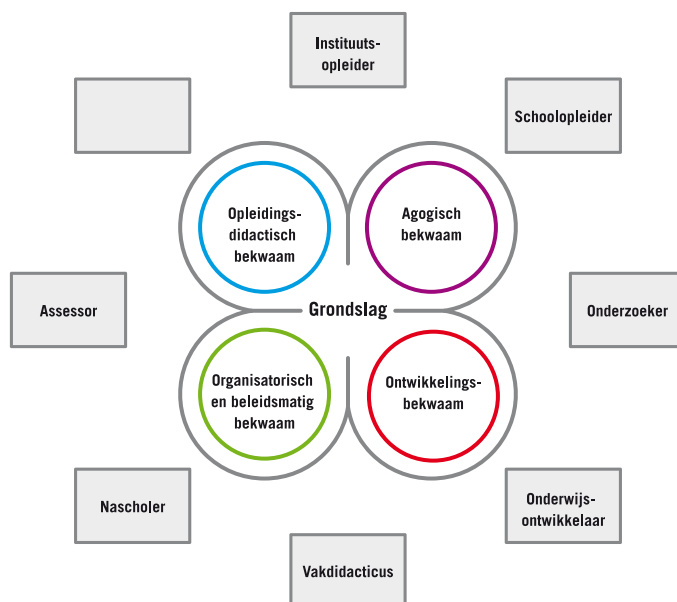 Instituuts-
opleider
Schoolopleider
Opleidings-
didactisch
bekwaam
Agogisch
bekwaam
Assessor
Grondslag
Onderzoeker
Organisatorisch
en beleidsmatig
bekwaam
Ontwikkelings-
bekwaam
Nascholer
Onderwijs-
ontwikkelaar
Vakdidacticus